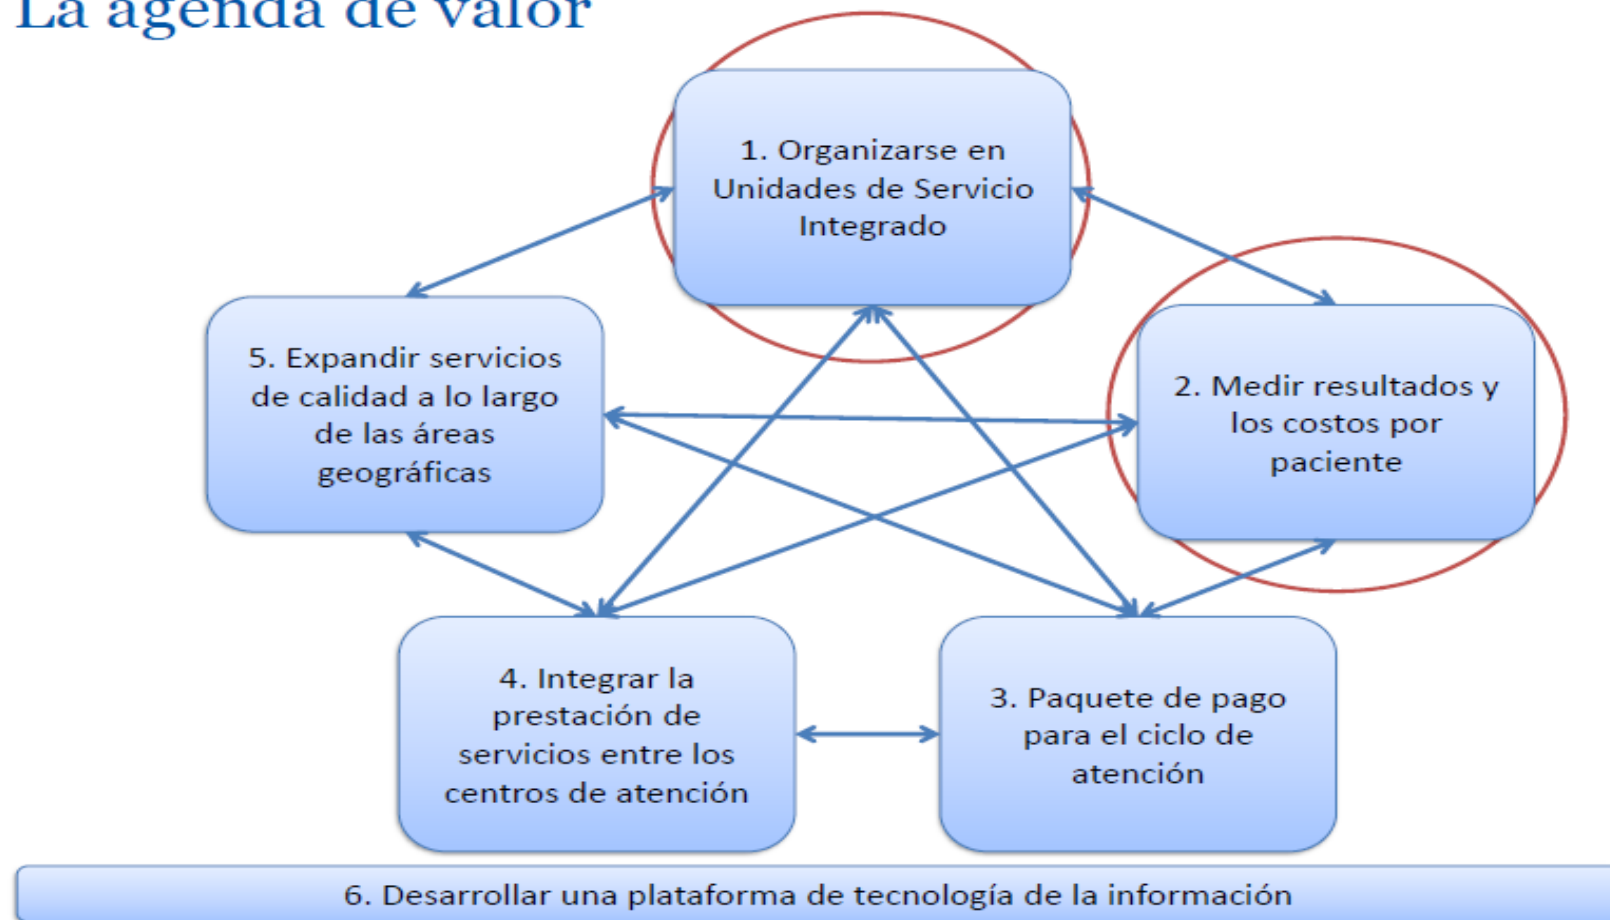 La agenda de valor
1. Organizarse en
Unidades de Servicio
Integrado
5. Expandir servicios
de calidad a lo largo
de las áreas
geográficas
2. Medir resultados y
los costos por
paciente
4. Integrar la
prestación de
servicios entre los
centros de atención
3. Paquete de pago
para el ciclo de
atención
6. Desarrollar una plataforma de tecnología de la información